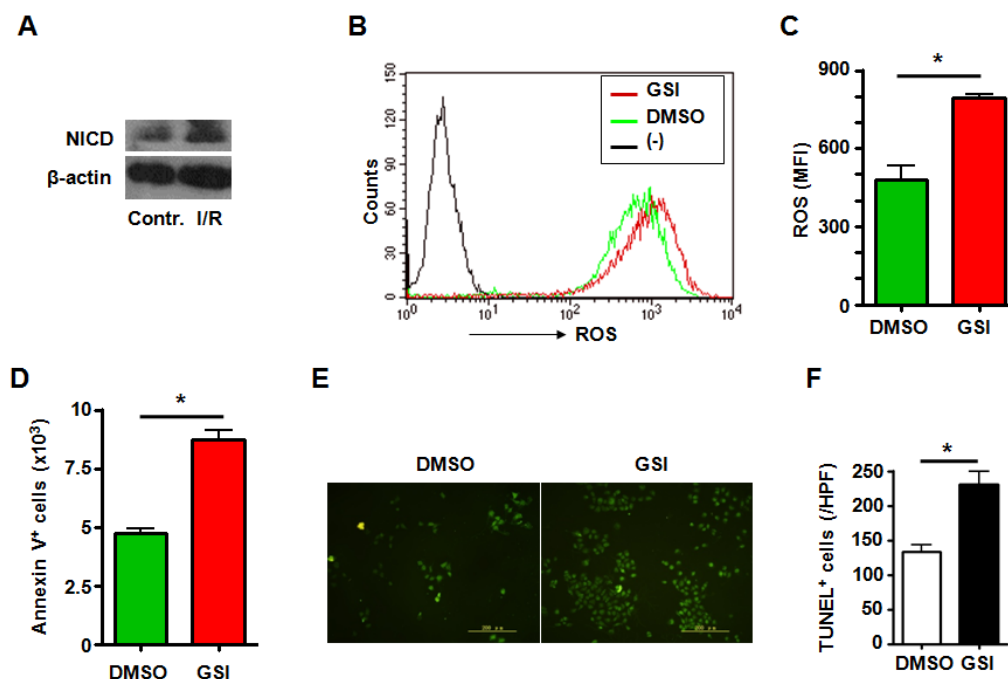 A
NICD
β-actin
Contr. I/R
B
Counts
150
120
90
60
30
0
10⁰ 10¹ 10² 10³ 10⁴
ROS
GSI
DMSO
(-)
C
ROS (MFI)
900
600
300
0
DMSO GSI
*
D
Annexin V⁺ cells (x10³)
10
7.5
5
2.5
0
DMSO GSI
*
E
DMSO GSI
F
TUNEL⁺ cells (/HPF)
250
200
150
100
50
0
DMSO GSI
*